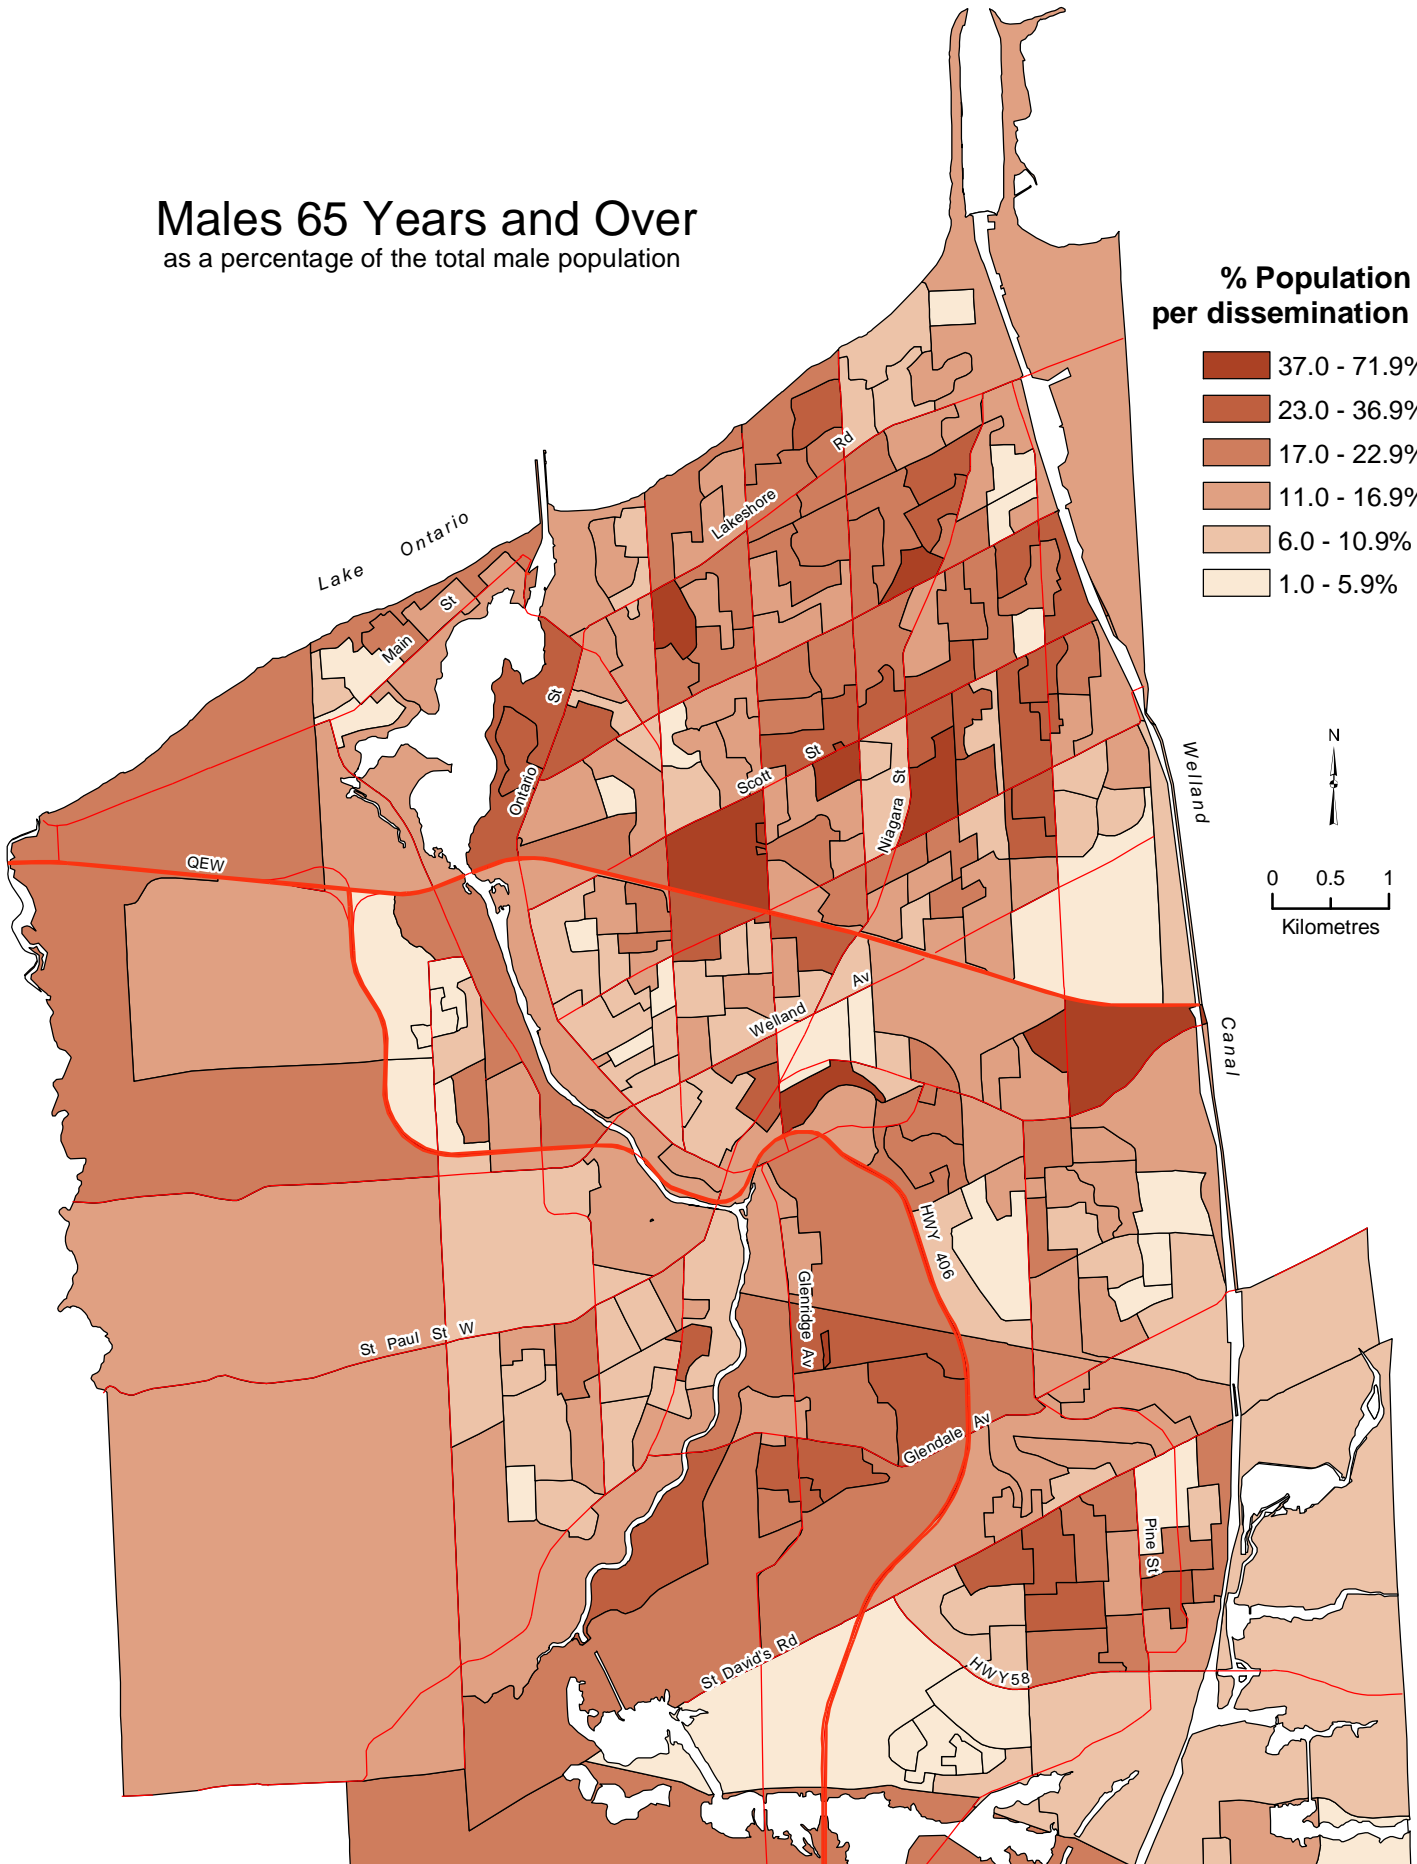 Males 65 Years and Over
as a percentage of the total male population
% Population
per dissemination
37.0 - 71.9%
23.0 - 36.9%
17.0 - 22.9%
11.0 - 16.9%
6.0 - 10.9%
1.0 - 5.9%
Lake Ontario
Lakeshore Rd
Main St
Ontario St
Scott St
Niagara St
QEW
Welland Av
Welland Canal
N
0 0.5 1
Kilometres
HWY 406
Glenridge Av
St Paul St W
Glendale Av
Pine St
St David's Rd
HWY58